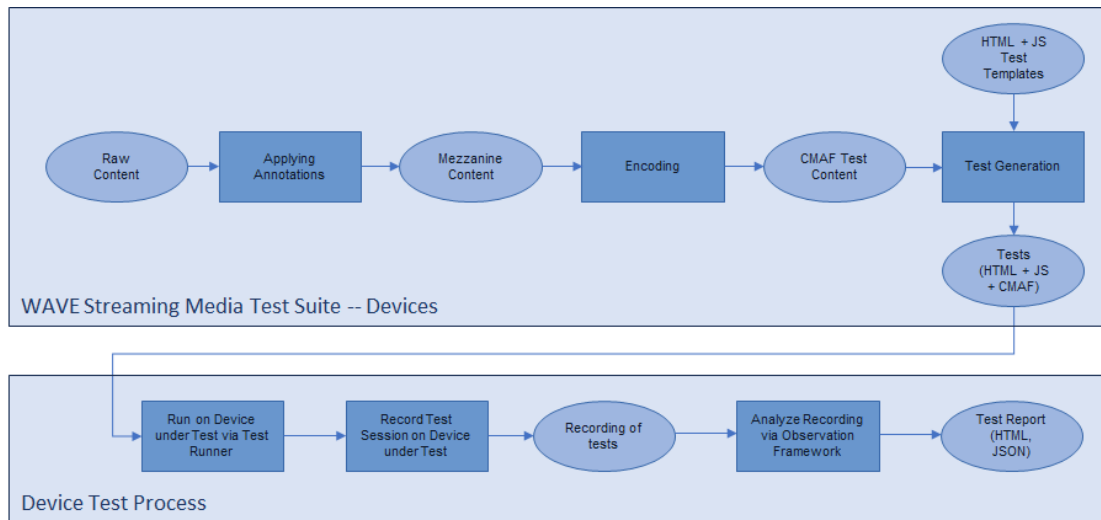 HTML + JS
Test
Templates
Raw
Content
Applying
Annotations
Mezzanine
Content
Encoding
CMAF Test
Content
Test Generation
Tests
(HTML + JS
+ CMAF)
WAVE Streaming Media Test Suite -- Devices
Run on Device
under Test via Test
Runner
Record Test
Session on Device
under Test
Recording of
tests
Analyze Recording
via Observation
Framework
Test Report
(HTML,
JSON)
Device Test Process